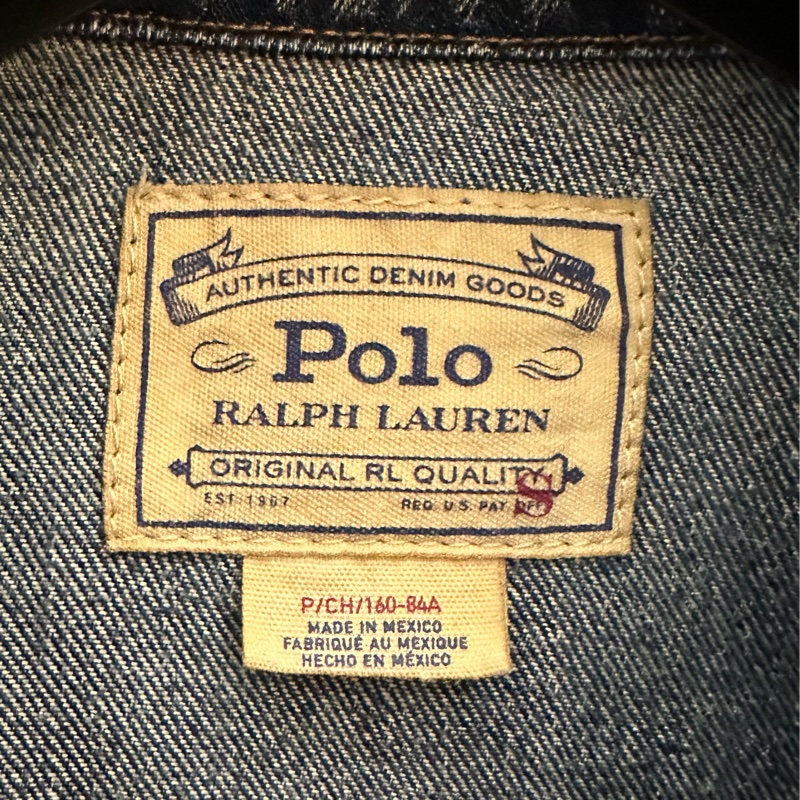 AUTHENTIC DENIM GOODS
Polo
RALPH LAUREN
ORIGINAL RL QUALITY
EST 1967 REG. U.S. PAT. OFF.
S
P/CH/160-84A
MADE IN MEXICO
FABRIQUÉ AU MEXIQUE
HECHO EN MÉXICO